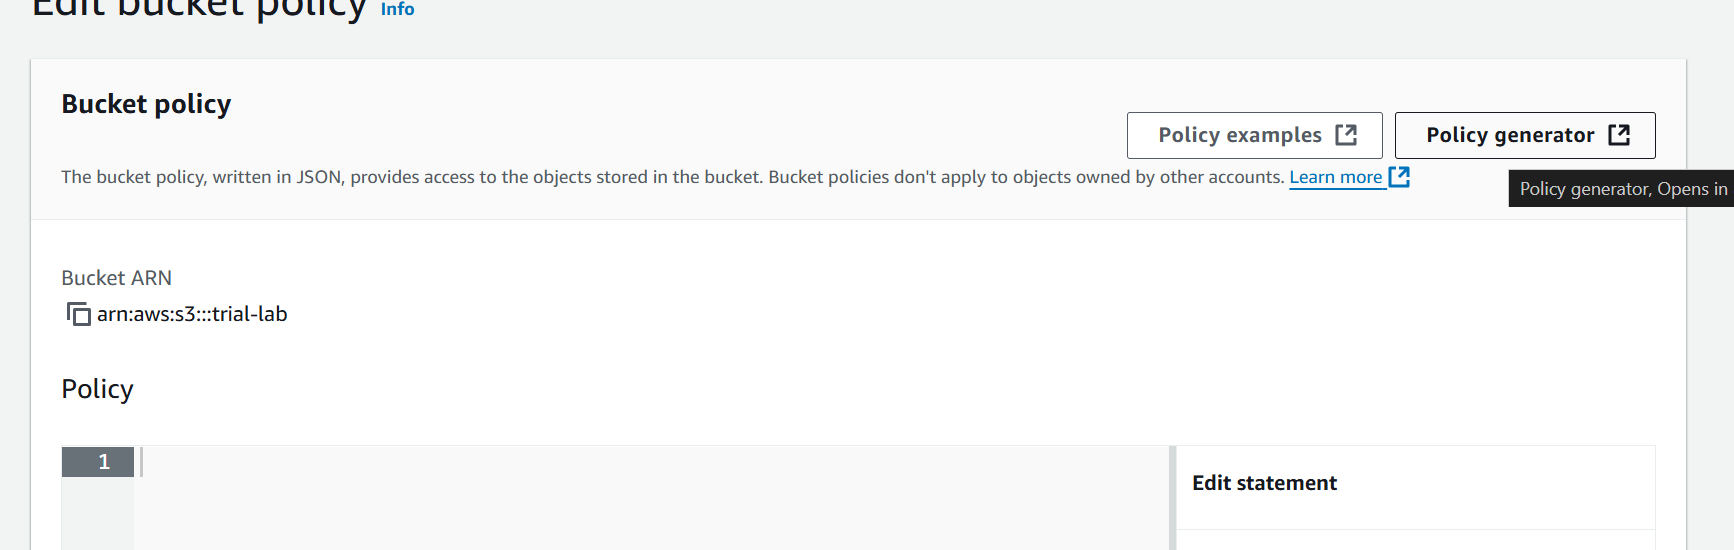 Edit bucket policy Info
Bucket policy
Policy examples
Policy generator
The bucket policy, written in JSON, provides access to the objects stored in the bucket. Bucket policies don't apply to objects owned by other accounts. Learn more
Policy generator, Opens in
Bucket ARN
arn:aws:s3:::trial-lab
Policy
1
Edit statement